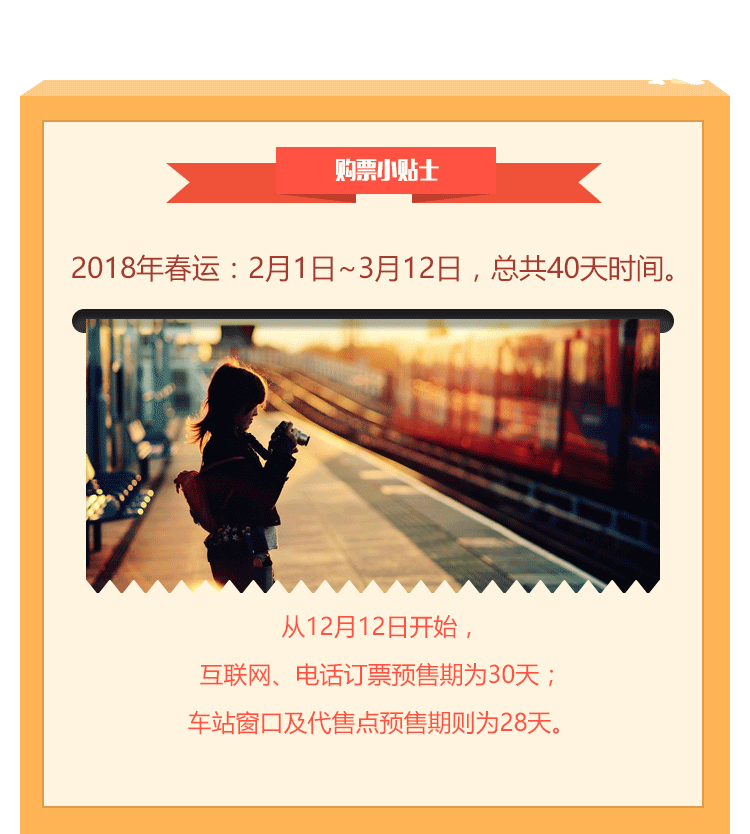 购票小贴士
2018年春运：2月1日~3月12日，总共40天时间。
从12月12日开始，
互联网、电话订票预售期为30天；
车站窗口及代售点预售期则为28天。